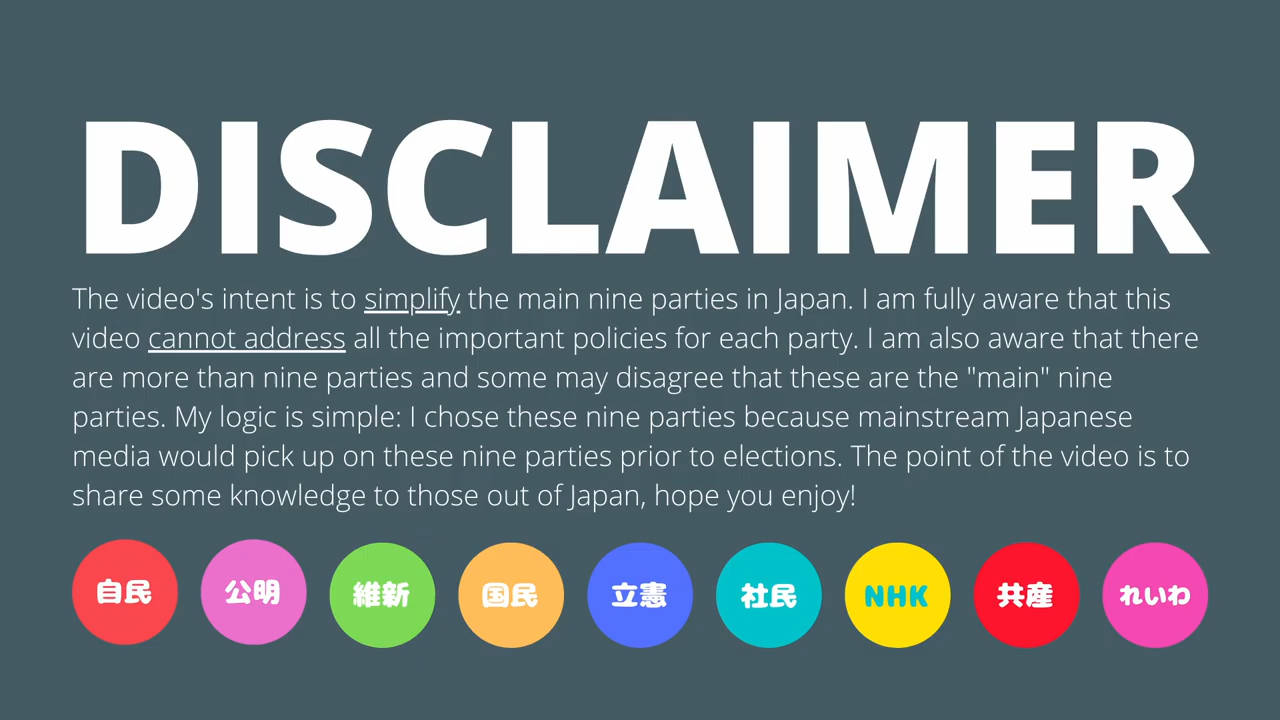 DISCLAIMER
The video's intent is to simplify the main nine parties in Japan. I am fully aware that this
video cannot address all the important policies for each party. I am also aware that there
are more than nine parties and some may disagree that these are the "main" nine
parties. My logic is simple: I chose these nine parties because mainstream Japanese
media would pick up on these nine parties prior to elections. The point of the video is to
share some knowledge to those out of Japan, hope you enjoy!
自民 公明 維新 国民 立憲 社民 NHK 共産 れいわ